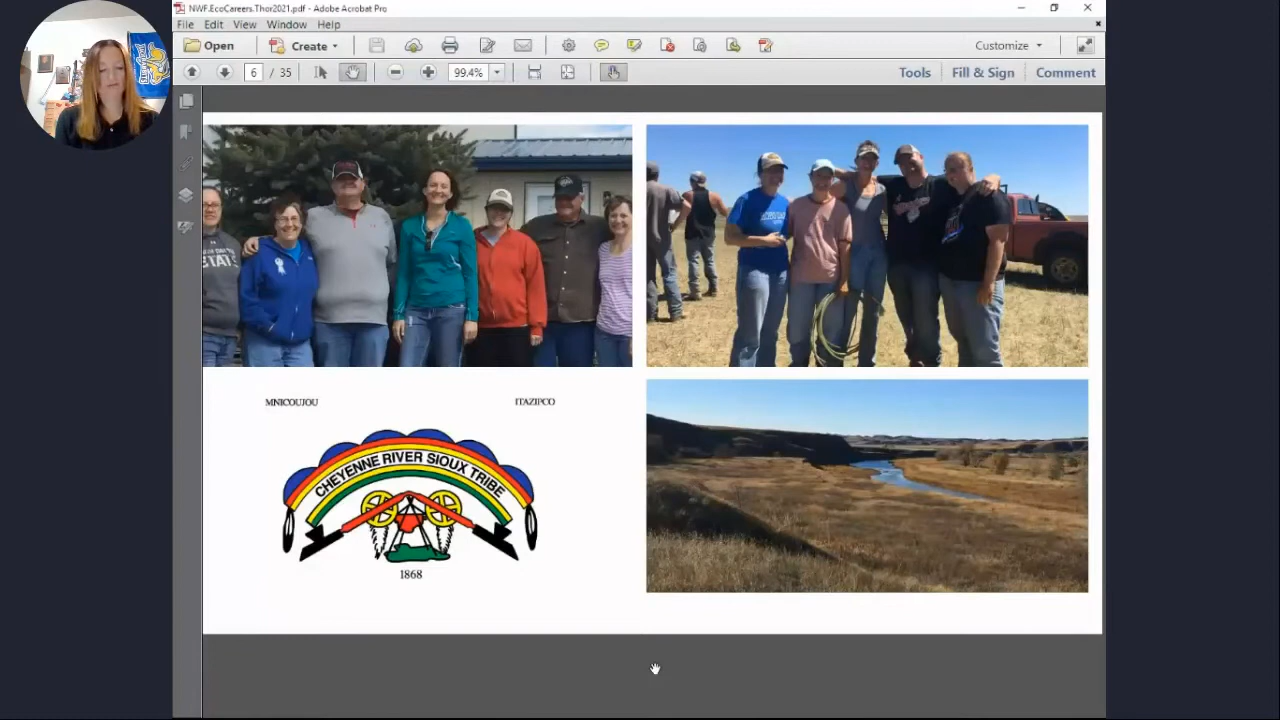 NWF.EcoCareers.Thor2021.pdf - Adobe Acrobat Pro
File Edit View Window Help
Open Create Customize
6 / 35 99.4% Tools Fill & Sign Comment
STATE
MNICOUJOU ITAZIPCO
CHEYENNE RIVER SIOUX TRIBE
1868